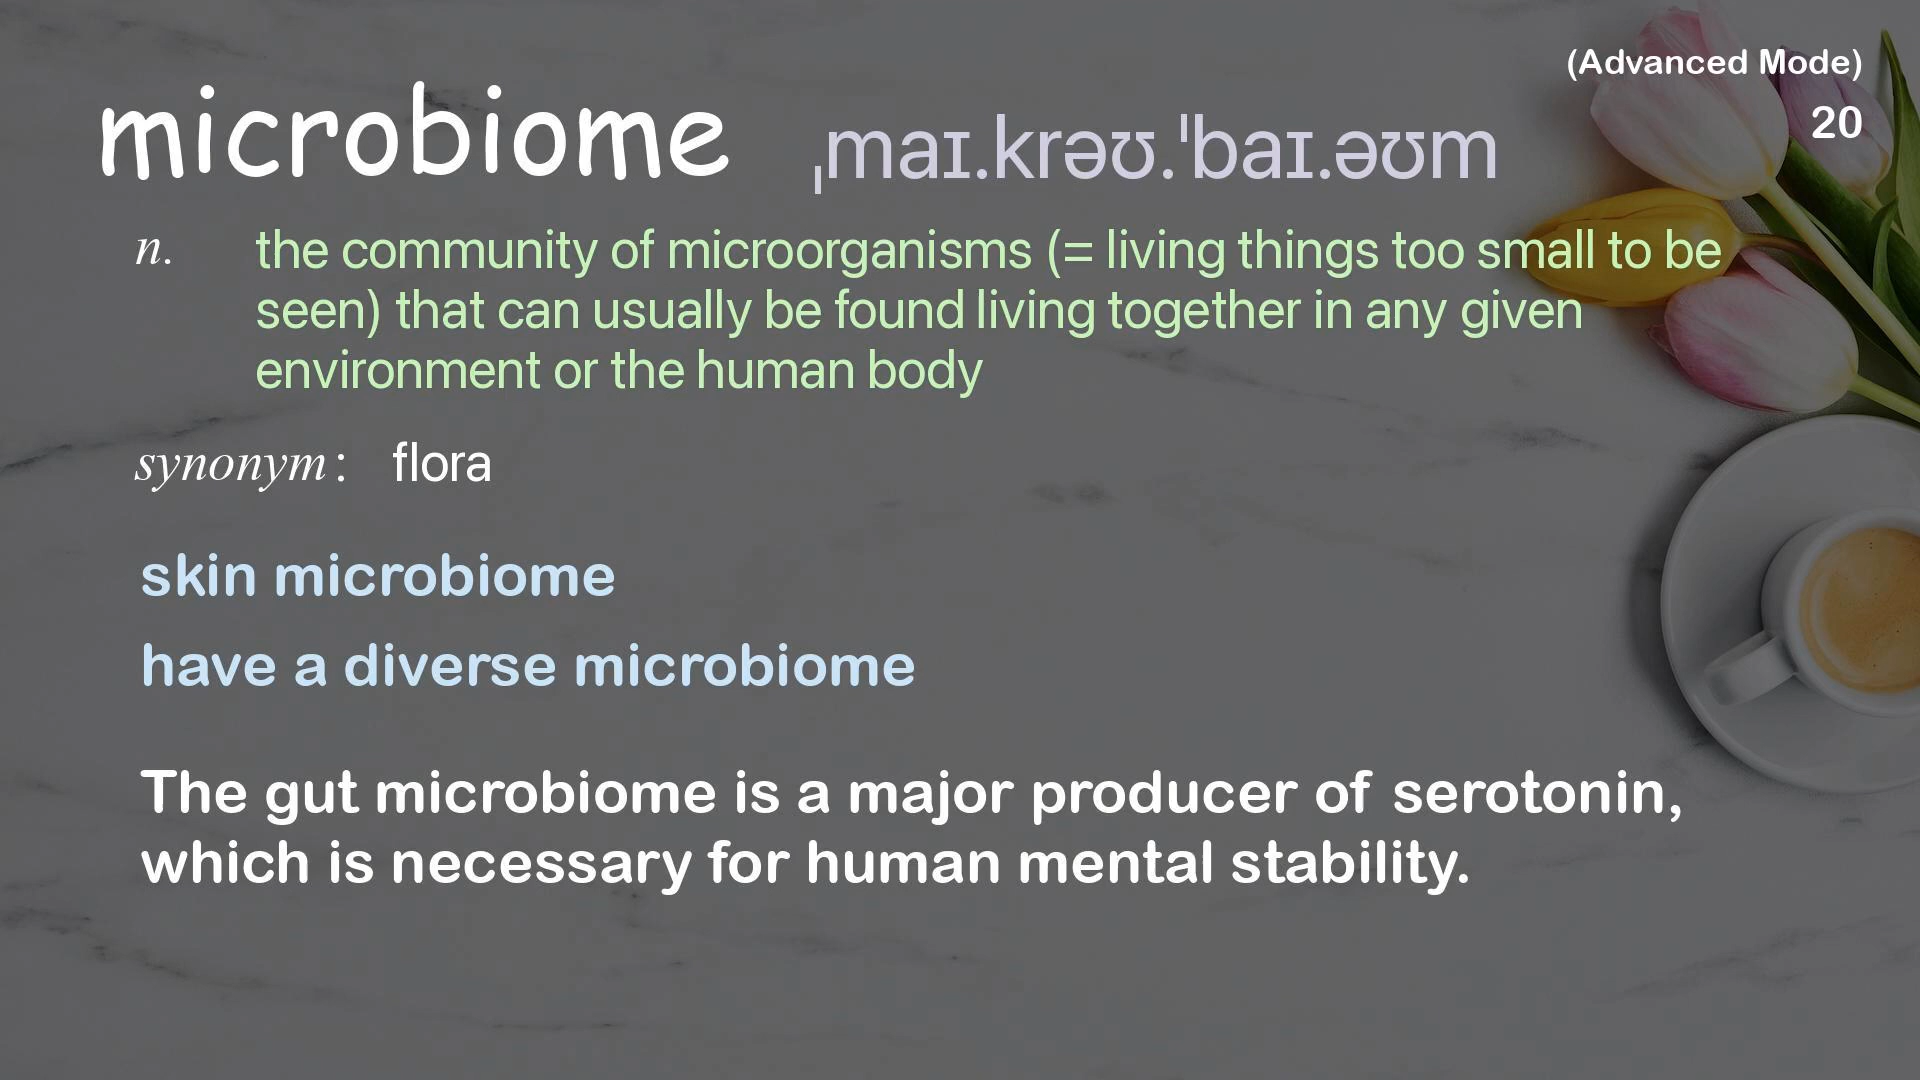 (Advanced Mode)
20
microbiome ˌmaɪ.krəʊ.ˈbaɪ.əʊm
n. the community of microorganisms (= living things too small to be
seen) that can usually be found living together in any given
environment or the human body
synonym: flora
skin microbiome
have a diverse microbiome
The gut microbiome is a major producer of serotonin,
which is necessary for human mental stability.